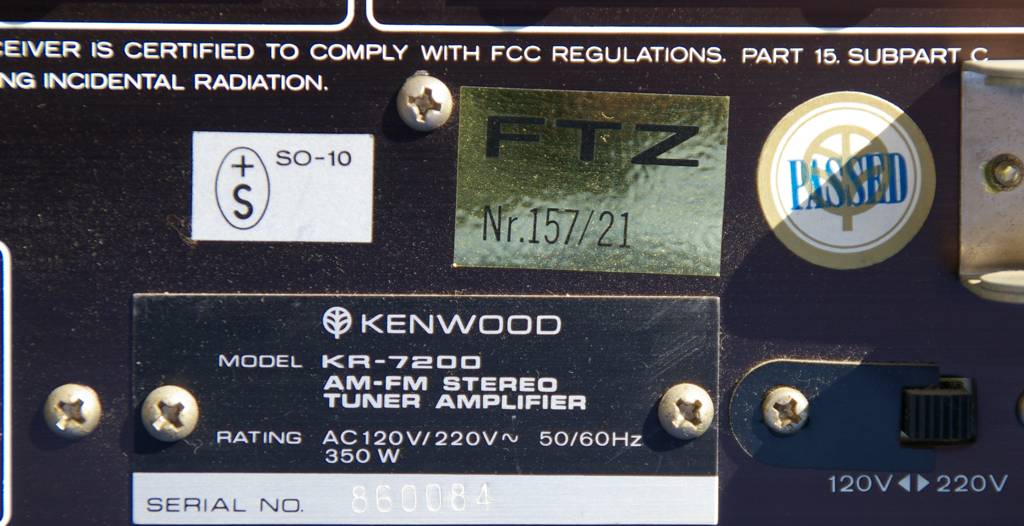 CEIVER IS CERTIFIED TO COMPLY WITH FCC REGULATIONS. PART 15. SUBPART C
NG INCIDENTAL RADIATION.
+
S
SO-10
FTZ
Nr.157/21
PASSED
KENWOOD
MODEL KR-7200
AM-FM STEREO
TUNER AMPLIFIER
RATING AC120V/220V~ 50/60Hz
350W
120V◀▶220V
SERIAL NO. 860084